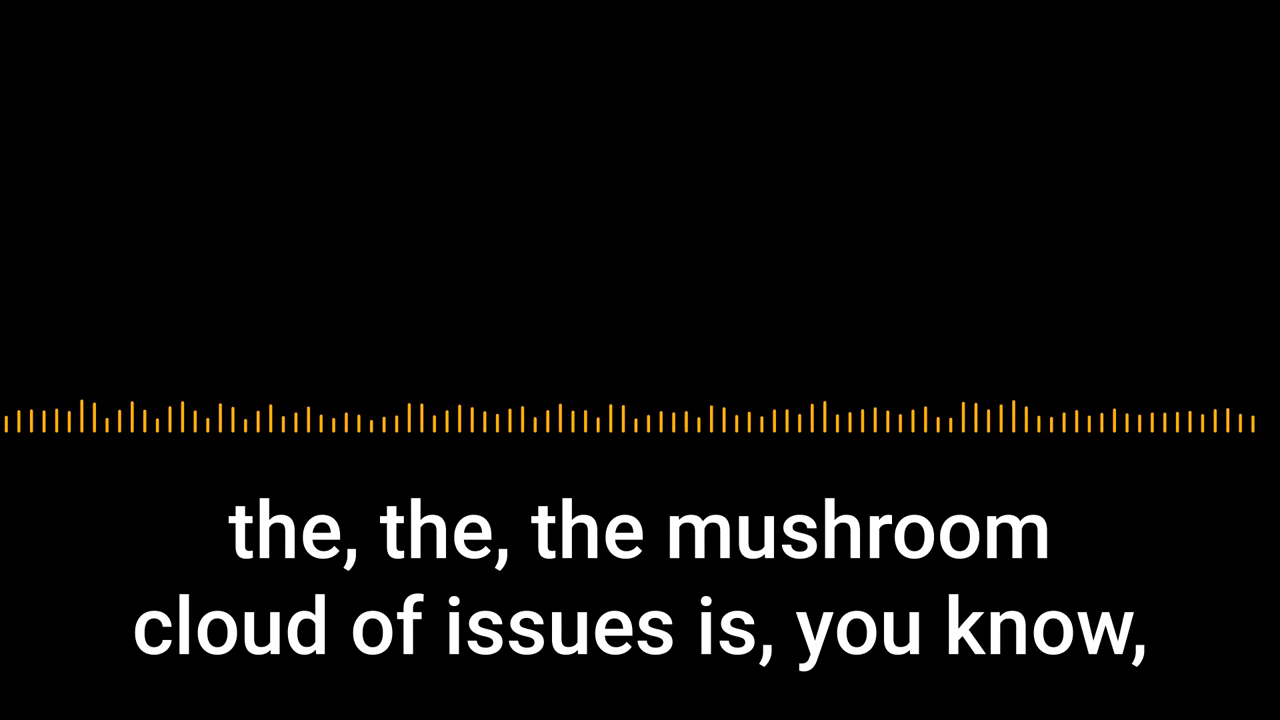 the, the, the mushroom
cloud of issues is, you know,